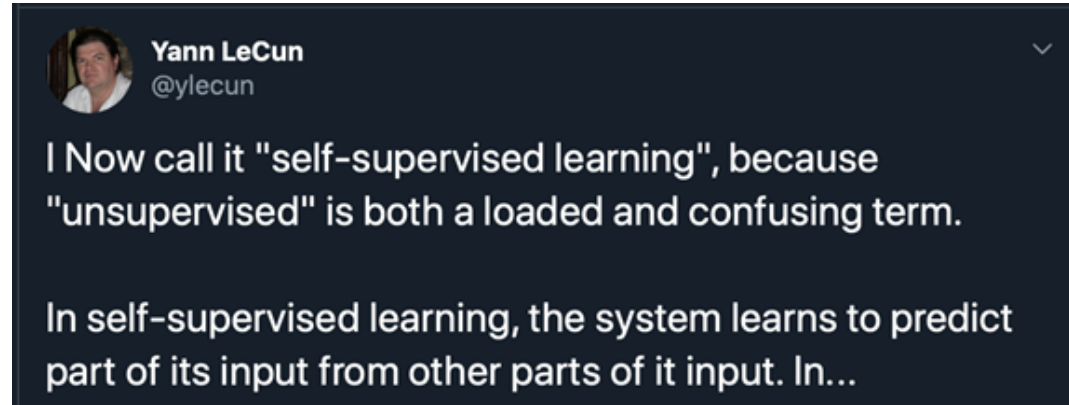 Yann LeCun
@ylecun
I Now call it "self-supervised learning", because
"unsupervised" is both a loaded and confusing term.
In self-supervised learning, the system learns to predict
part of its input from other parts of it input. In...